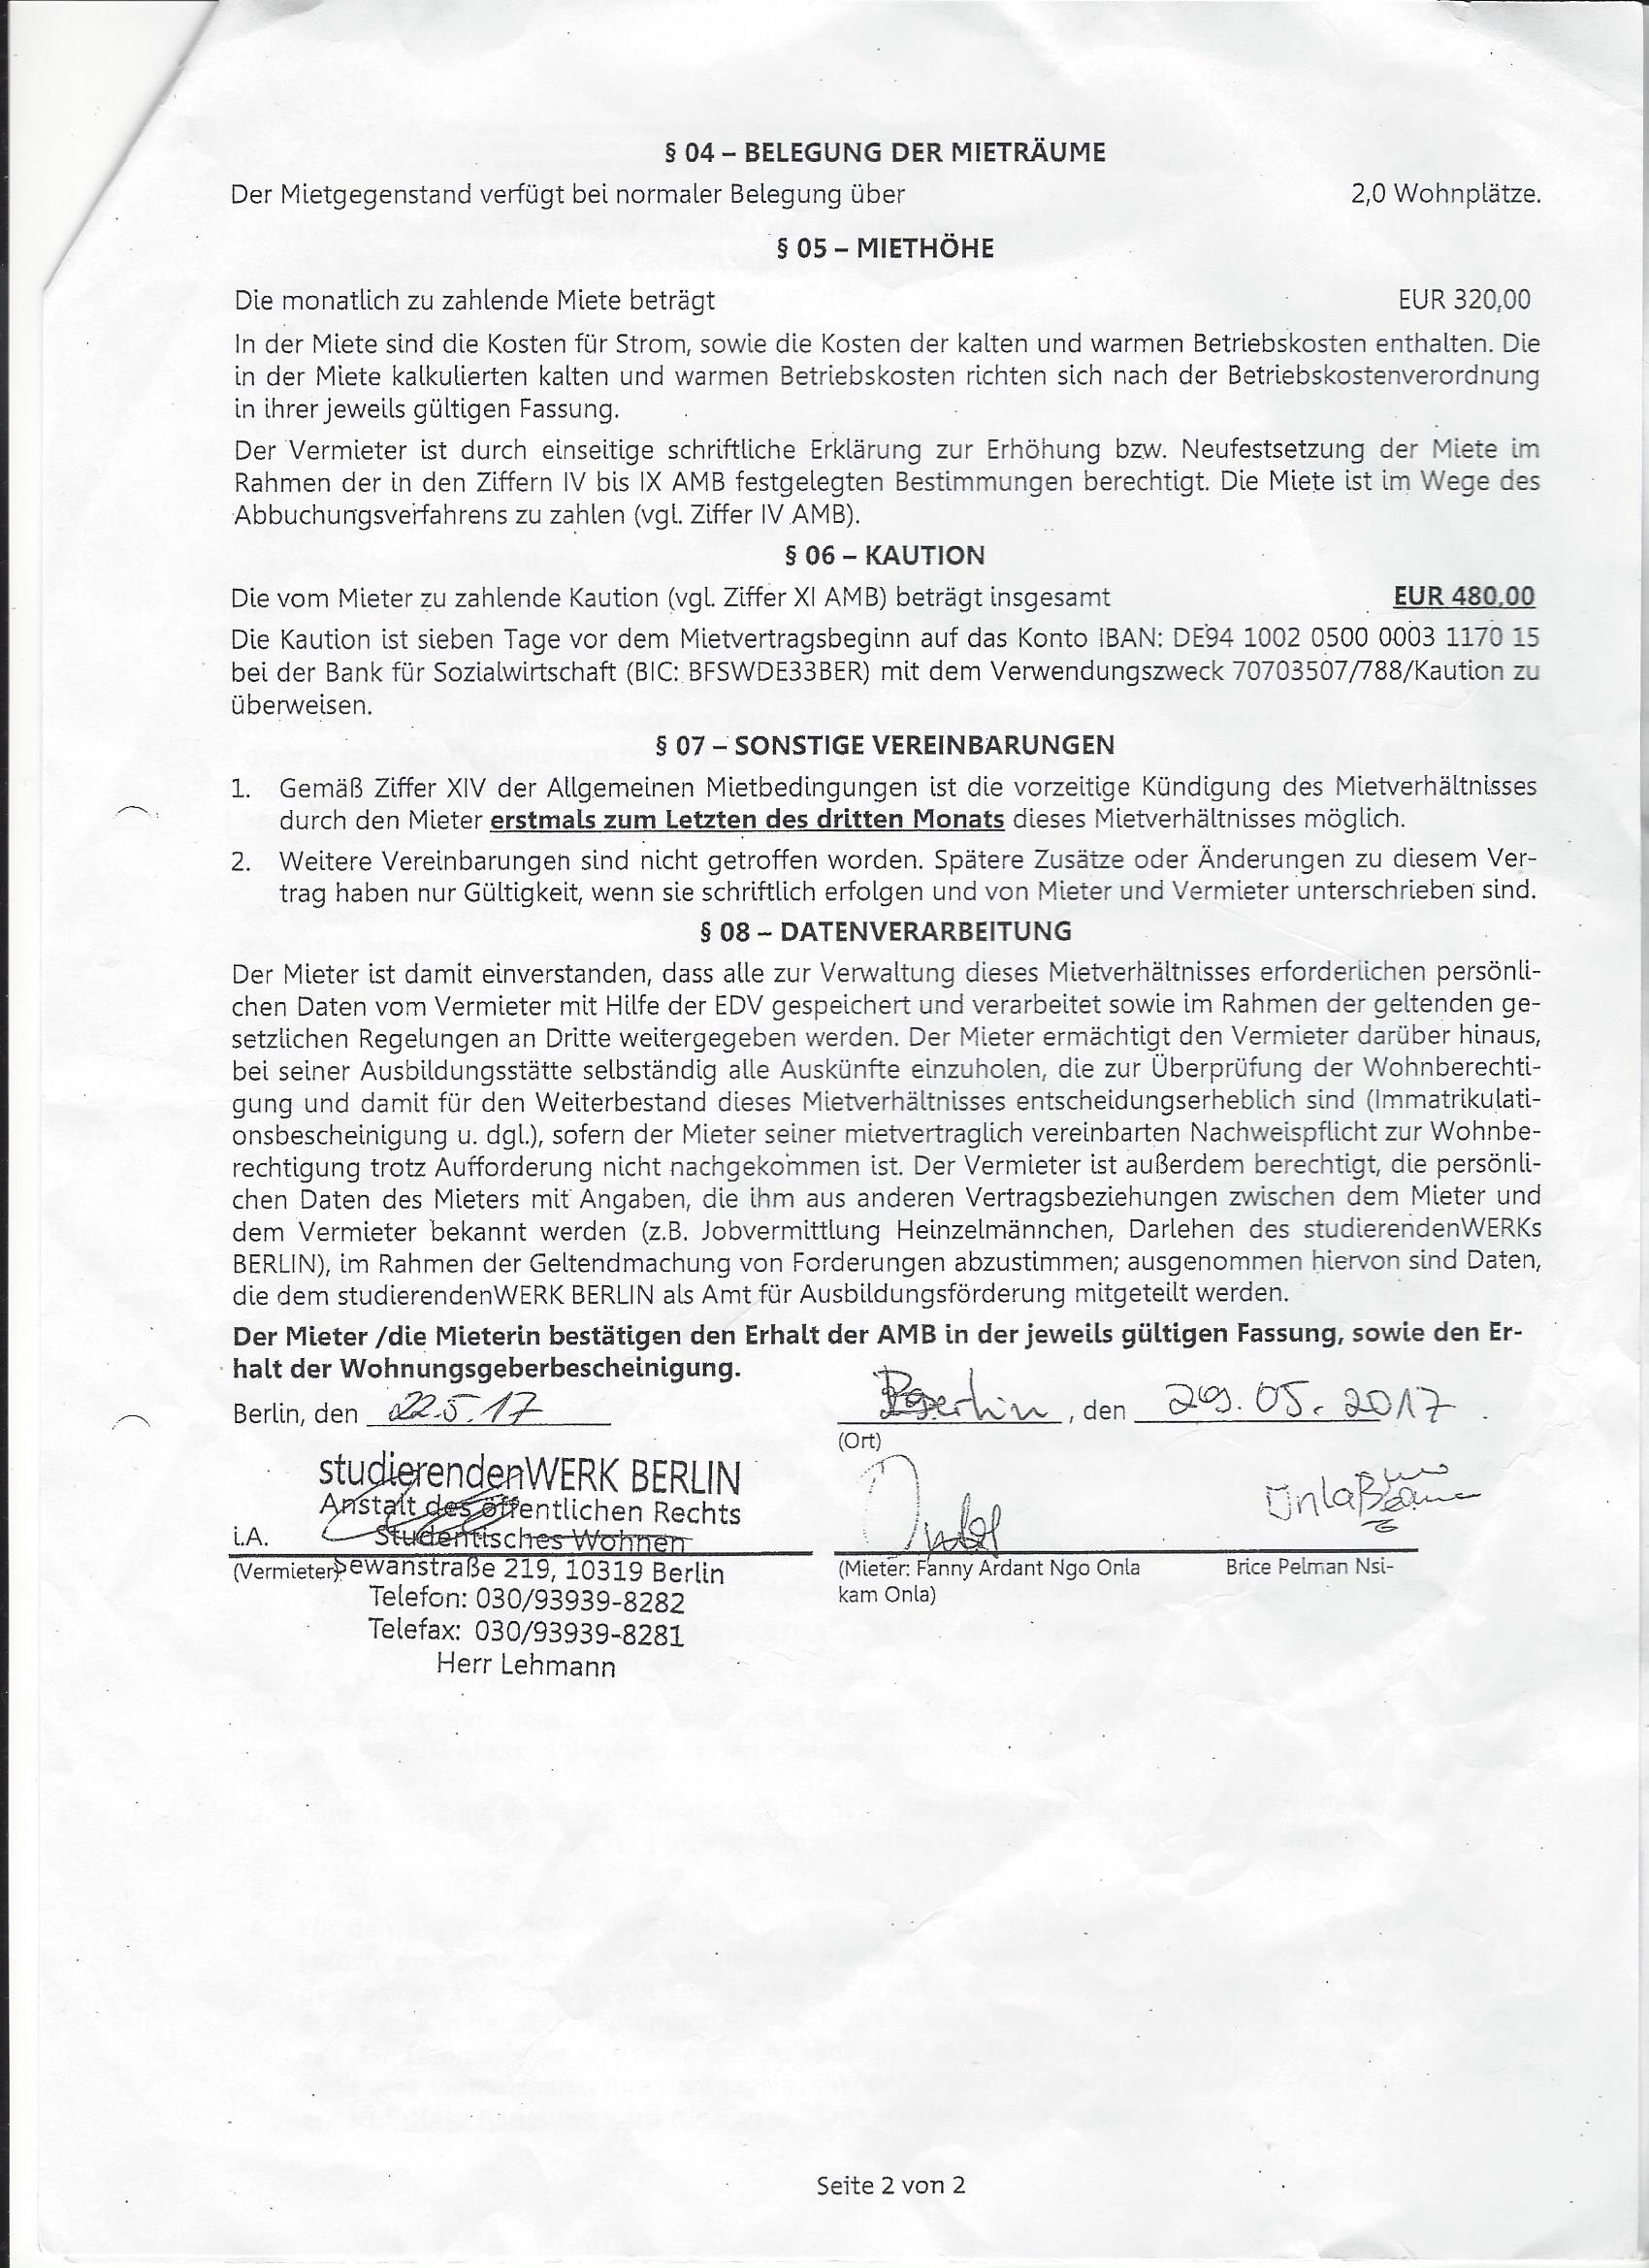 § 04 – BELEGUNG DER MIETRÄUME
Der Mietgegenstand verfügt bei normaler Belegung über 2,0 Wohnplätze.
§ 05 – MIETHÖHE
Die monatlich zu zahlende Miete beträgt EUR 320,00
In der Miete sind die Kosten für Strom, sowie die Kosten der kalten und warmen Betriebskosten enthalten. Die
in der Miete kalkulierten kalten und warmen Betriebskosten richten sich nach der Betriebskostenverordnung
in ihrer jeweils gültigen Fassung.
Der Vermieter ist durch einseitige schriftliche Erklärung zur Erhöhung bzw. Neufestsetzung der Miete im
Rahmen der in den Ziffern IV bis IX AMB festgelegten Bestimmungen berechtigt. Die Miete ist im Wege des
Abbuchungsverfahrens zu zahlen (vgl. Ziffer IV AMB).
§ 06 – KAUTION
Die vom Mieter zu zahlende Kaution (vgl. Ziffer XI AMB) beträgt insgesamt EUR 480,00
Die Kaution ist sieben Tage vor dem Mietvertragsbeginn auf das Konto IBAN: DE94 1002 0500 0003 1170 15
bei der Bank für Sozialwirtschaft (BIC: BFSWDE33BER) mit dem Verwendungszweck 70703507/788/Kaution zu
überweisen.
§ 07 – SONSTIGE VEREINBARUNGEN
1. Gemäß Ziffer XIV der Allgemeinen Mietbedingungen ist die vorzeitige Kündigung des Mietverhältnisses
durch den Mieter erstmals zum Letzten des dritten Monats dieses Mietverhältnisses möglich.
2. Weitere Vereinbarungen sind nicht getroffen worden. Spätere Zusätze oder Änderungen zu diesem Ver-
trag haben nur Gültigkeit, wenn sie schriftlich erfolgen und von Mieter und Vermieter unterschrieben sind.
§ 08 – DATENVERARBEITUNG
Der Mieter ist damit einverstanden, dass alle zur Verwaltung dieses Mietverhältnisses erforderlichen persönli-
chen Daten vom Vermieter mit Hilfe der EDV gespeichert und verarbeitet sowie im Rahmen der geltenden ge-
setzlichen Regelungen an Dritte weitergegeben werden. Der Mieter ermächtigt den Vermieter darüber hinaus,
bei seiner Ausbildungsstätte selbständig alle Auskünfte einzuholen, die zur Überprüfung der Wohnberechti-
gung und damit für den Weiterbestand dieses Mietverhältnisses entscheidungserheblich sind (Immatrikulati-
onsbescheinigung u. dgl.), sofern der Mieter seiner mietvertraglich vereinbarten Nachweispflicht zur Wohnbe-
rechtigung trotz Aufforderung nicht nachgekommen ist. Der Vermieter ist außerdem berechtigt, die persönli-
chen Daten des Mieters mit Angaben, die ihm aus anderen Vertragsbeziehungen zwischen dem Mieter und
dem Vermieter bekannt werden (z.B. Jobvermittlung Heinzelmännchen, Darlehen des studierendenWERKs
BERLIN), im Rahmen der Geltendmachung von Forderungen abzustimmen; ausgenommen hiervon sind Daten,
die dem studierendenWERK BERLIN als Amt für Ausbildungsförderung mitgeteilt werden.
Der Mieter /die Mieterin bestätigen den Erhalt der AMB in der jeweils gültigen Fassung, sowie den Er-
halt der Wohnungsgeberbescheinigung.
Berlin, den 22.5.17 Berlin, den 29.05.2017
(Ort)
studierendenWERK BERLIN
Anstalt des öffentlichen Rechts
i.A. Studentisches Wohnen
(Vermieter) Sewanstraße 219, 10319 Berlin (Mieter: Fanny Ardant Ngo Onla Brice Pelman Nsi-
kam Onla)
Telefon: 030/93939-8282
Telefax: 030/93939-8281
Herr Lehmann
Seite 2 von 2